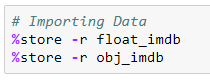 # Importing Data
%store -r float_imdb
%store -r obj_imdb